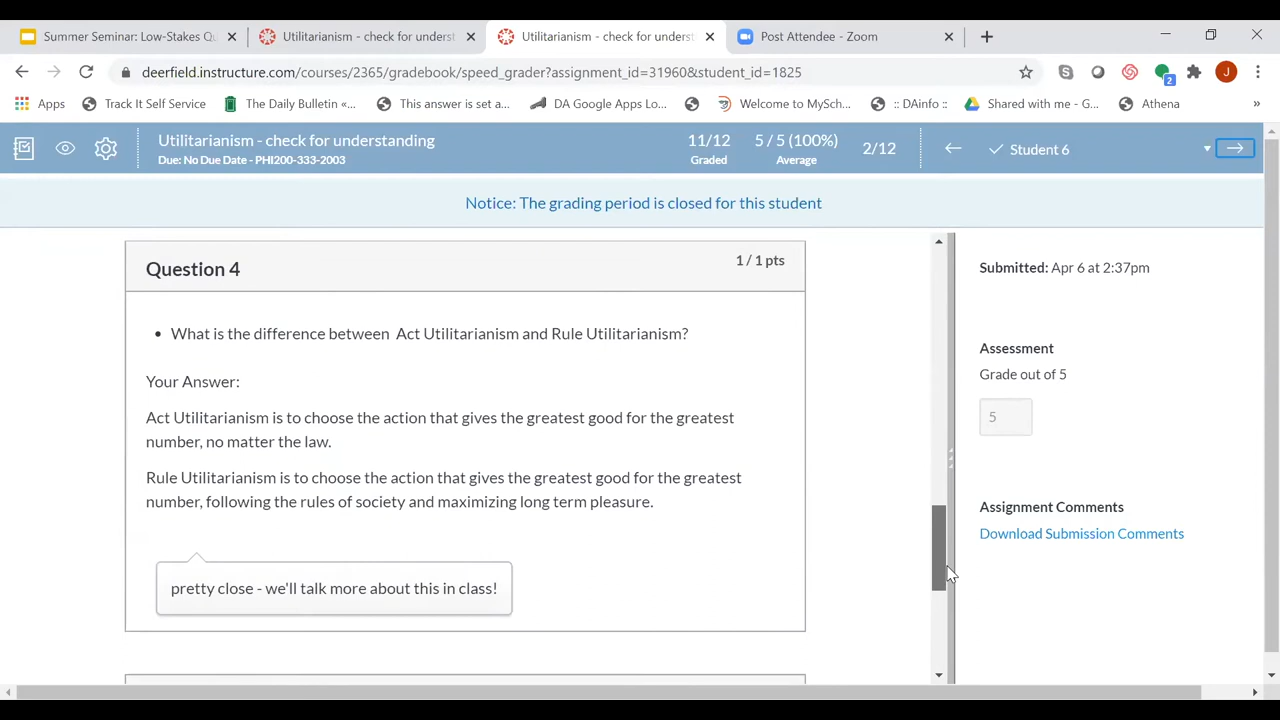 Summer Seminar: Low-Stakes Qu
Utilitarianism - check for underst
Utilitarianism - check for underst
Post Attendee - Zoom
deerfield.instructure.com/courses/2365/gradebook/speed_grader?assignment_id=31960&student_id=1825
J
2
Apps
Track It Self Service
The Daily Bulletin «...
This answer is set a...
DA Google Apps Lo...
Welcome to MySch...
:: DAinfo ::
Shared with me - G...
Athena
»
Utilitarianism - check for understanding
Due: No Due Date - PHI200-333-2003
11/12
Graded
5 / 5 (100%)
Average
2/12
Student 6
Notice: The grading period is closed for this student
Question 4
1 / 1 pts
• What is the difference between Act Utilitarianism and Rule Utilitarianism?
Your Answer:
Act Utilitarianism is to choose the action that gives the greatest good for the greatest
number, no matter the law.
Rule Utilitarianism is to choose the action that gives the greatest good for the greatest
number, following the rules of society and maximizing long term pleasure.
pretty close - we'll talk more about this in class!
Submitted: Apr 6 at 2:37pm
Assessment
Grade out of 5
5
Assignment Comments
Download Submission Comments